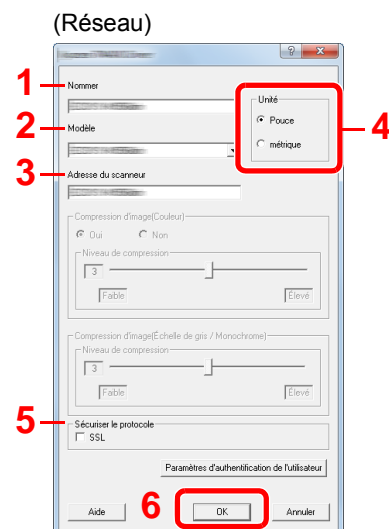 (Réseau)
1
Nommer
Unité
Pouce
métrique
4
2
Modèle
3
Adresse du scanneur
Compression d'image(Couleur)
Oui Non
Niveau de compression
3
Faible Élevé
Compression d'image(Échelle de gris / Monochrome)
Niveau de compression
3
Faible Élevé
5
Sécuriser le protocole
SSL
Paramètres d'authentification de l'utilisateur
Aide 6 OK Annuler